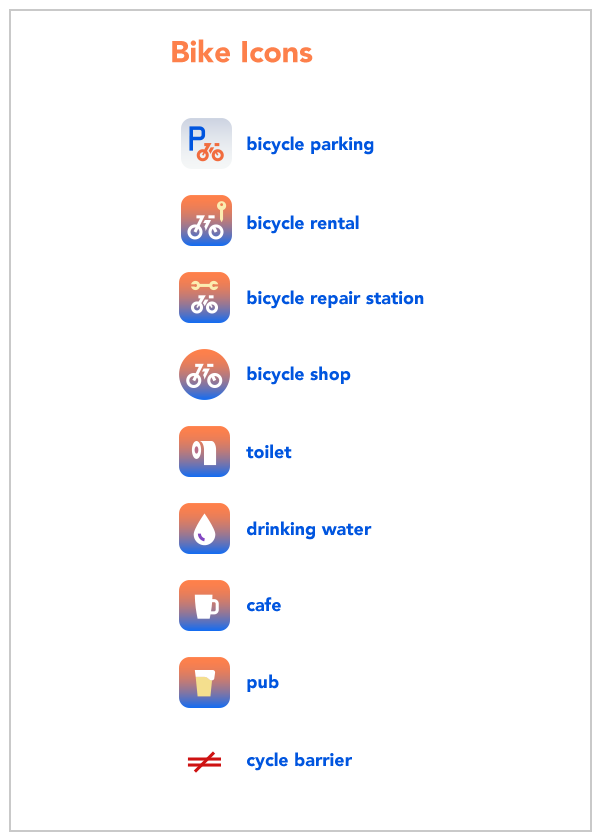 Bike Icons
P
bicycle parking
bicycle rental
bicycle repair station
bicycle shop
toilet
drinking water
cafe
pub
cycle barrier